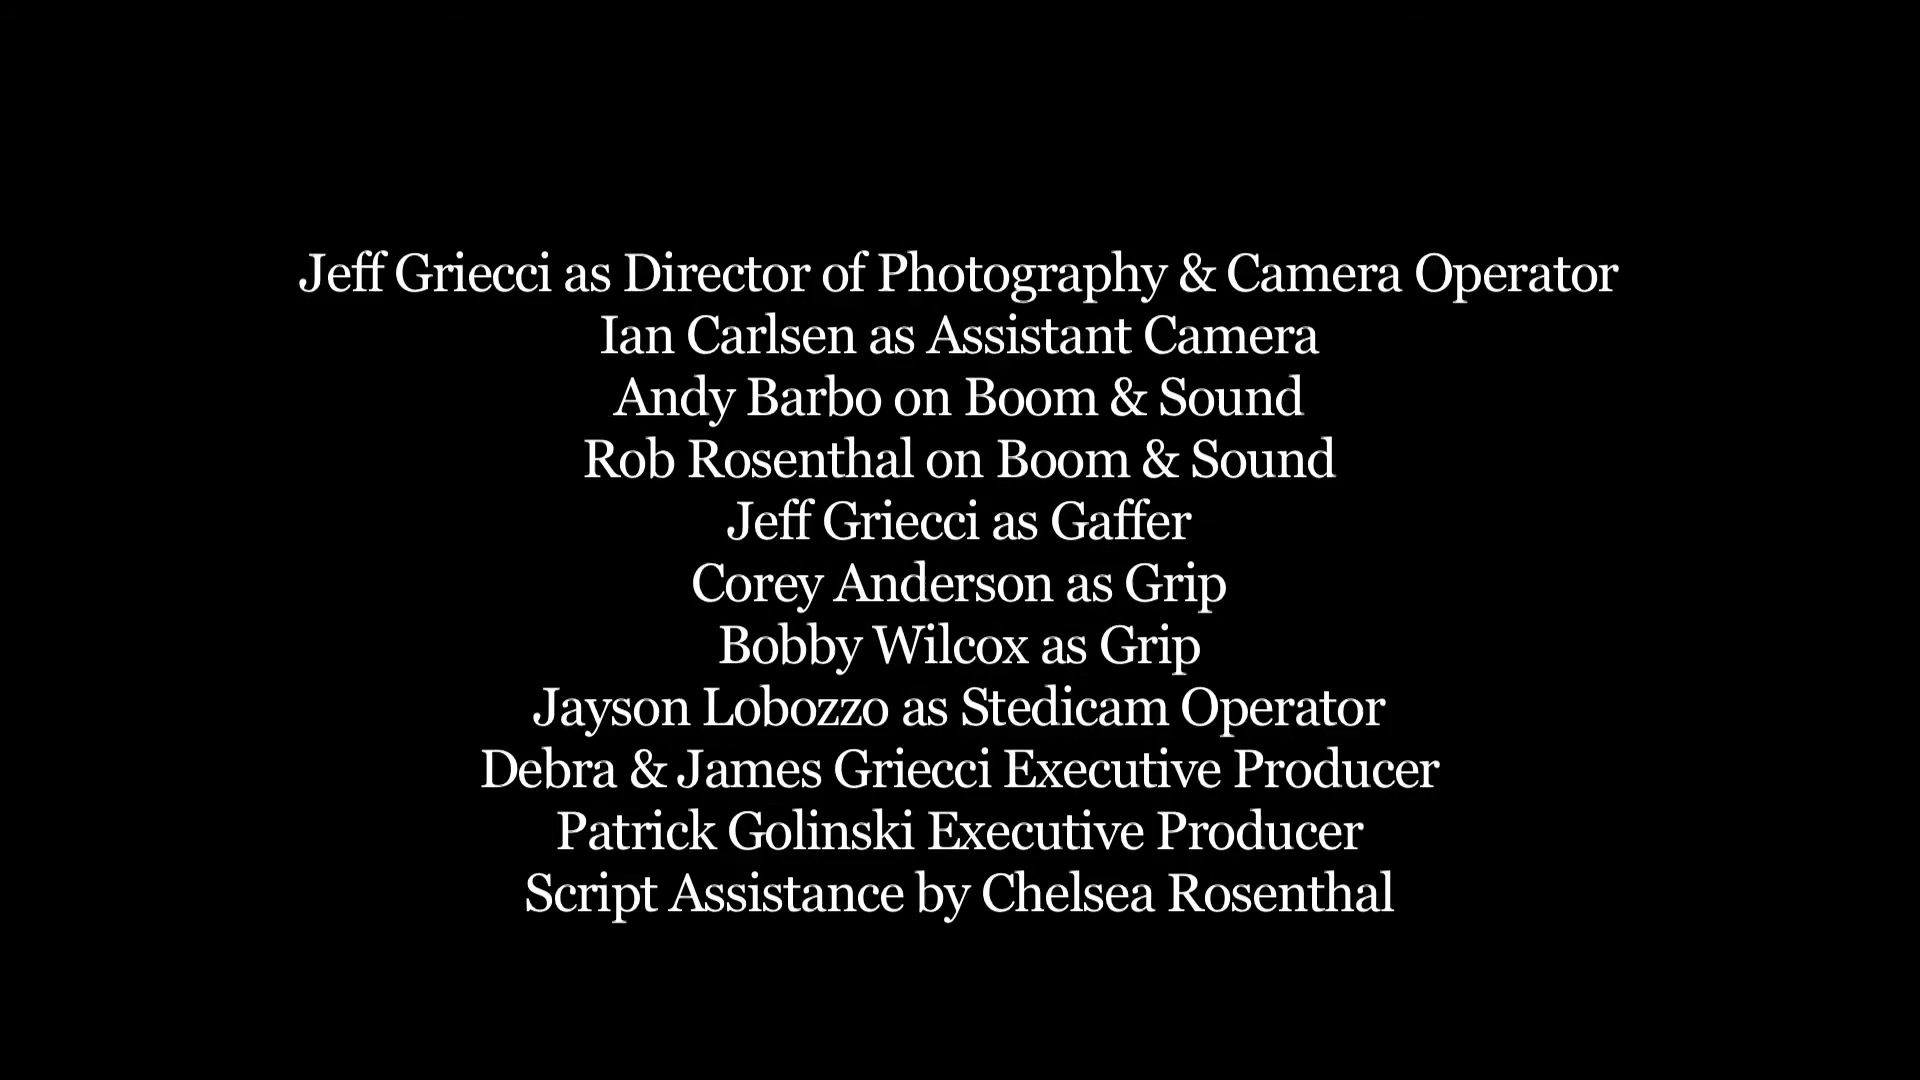 Jeff Griecci as Director of Photography & Camera Operator
Ian Carlsen as Assistant Camera
Andy Barbo on Boom & Sound
Rob Rosenthal on Boom & Sound
Jeff Griecci as Gaffer
Corey Anderson as Grip
Bobby Wilcox as Grip
Jayson Lobozzo as Stedicam Operator
Debra & James Griecci Executive Producer
Patrick Golinski Executive Producer
Script Assistance by Chelsea Rosenthal